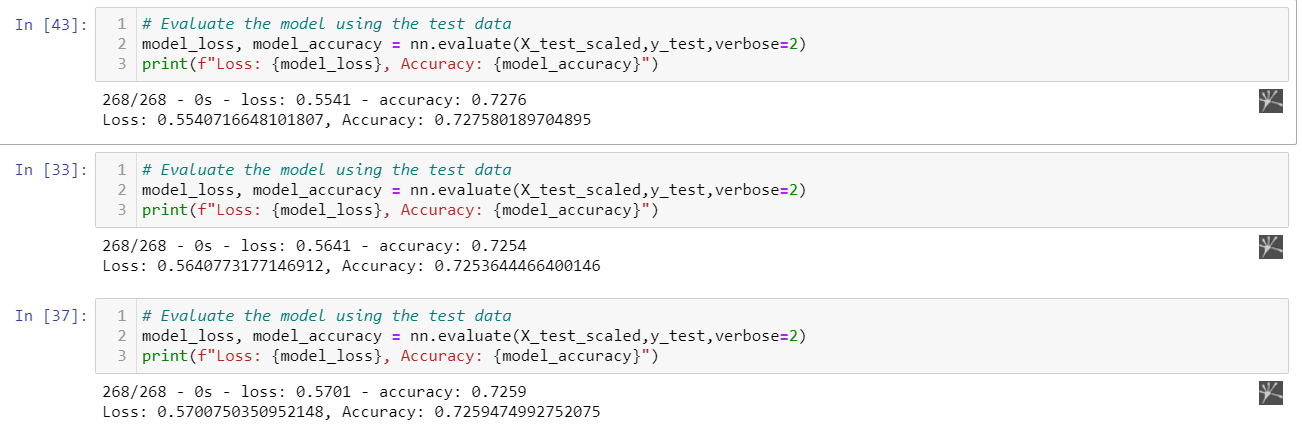 In [43]:
1 # Evaluate the model using the test data
2 model_loss, model_accuracy = nn.evaluate(X_test_scaled,y_test,verbose=2)
3 print(f"Loss: {model_loss}, Accuracy: {model_accuracy}")
268/268 - 0s - loss: 0.5541 - accuracy: 0.7276
Loss: 0.5540716648101807, Accuracy: 0.727580189704895
In [33]:
1 # Evaluate the model using the test data
2 model_loss, model_accuracy = nn.evaluate(X_test_scaled,y_test,verbose=2)
3 print(f"Loss: {model_loss}, Accuracy: {model_accuracy}")
268/268 - 0s - loss: 0.5641 - accuracy: 0.7254
Loss: 0.5640773177146912, Accuracy: 0.7253644466400146
In [37]:
1 # Evaluate the model using the test data
2 model_loss, model_accuracy = nn.evaluate(X_test_scaled,y_test,verbose=2)
3 print(f"Loss: {model_loss}, Accuracy: {model_accuracy}")
268/268 - 0s - loss: 0.5701 - accuracy: 0.7259
Loss: 0.5700750350952148, Accuracy: 0.7259474992752075